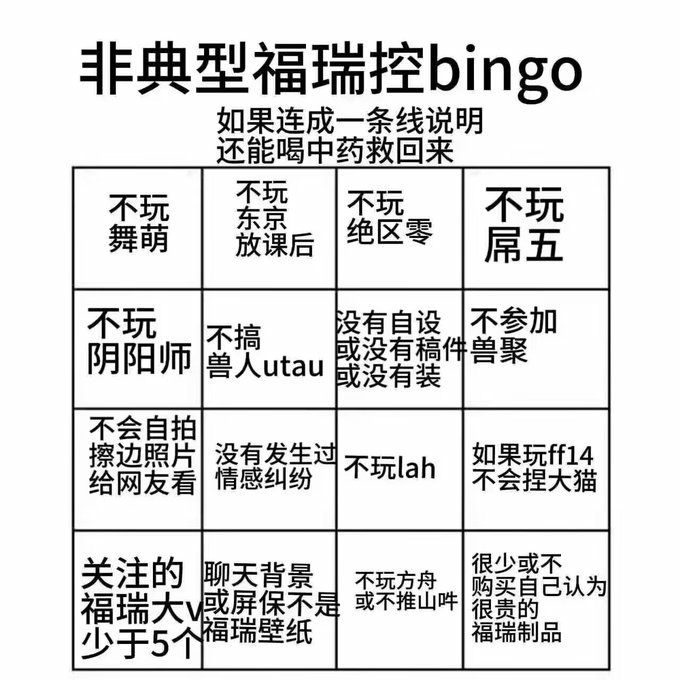 非典型福瑞控bingo
如果连成一条线说明
还能喝中药救回来
不玩
舞萌
不玩
东京
放课后
不玩
绝区零
不玩
屌五
不玩
阴阳师
不搞
兽人utau
没有自设
或没有稿件
或没有装
不参加
兽聚
不会自拍
擦边照片
给网友看
没有发生过
情感纠纷
不玩lah
如果玩ff14
不会捏大猫
关注的
福瑞大v
少于5个
聊天背景
或屏保不是
福瑞壁纸
不玩方舟
或不推山吽
很少或不
购买自己认为
很贵的
福瑞制品